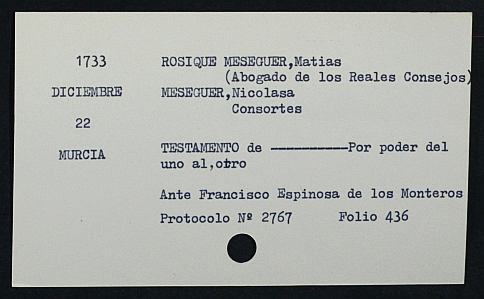 1733 ROSIQUE MESEGUER,Matias
(Abogado de los Reales Consejos)
DICIEMBRE MESEGUER,Nicolasa
Consortes
22
MURCIA TESTAMENTO de ----------Por poder del
uno al,otro
Ante Francisco Espinosa de los Monteros
Protocolo Nº 2767 Folio 436